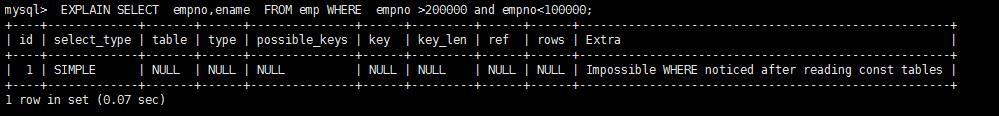 mysql>  EXPLAIN SELECT  empno,ename  FROM emp WHERE  empno >200000 and empno<100000;
+----+-------------+-------+------+---------------+------+---------+------+------+-----------------------------------------------------+
| id | select_type | table | type | possible_keys | key  | key_len | ref  | rows | Extra                                               |
+----+-------------+-------+------+---------------+------+---------+------+------+-----------------------------------------------------+
|  1 | SIMPLE      | NULL  | NULL | NULL          | NULL | NULL    | NULL | NULL | Impossible WHERE noticed after reading const tables |
+----+-------------+-------+------+---------------+------+---------+------+------+-----------------------------------------------------+
1 row in set (0.07 sec)